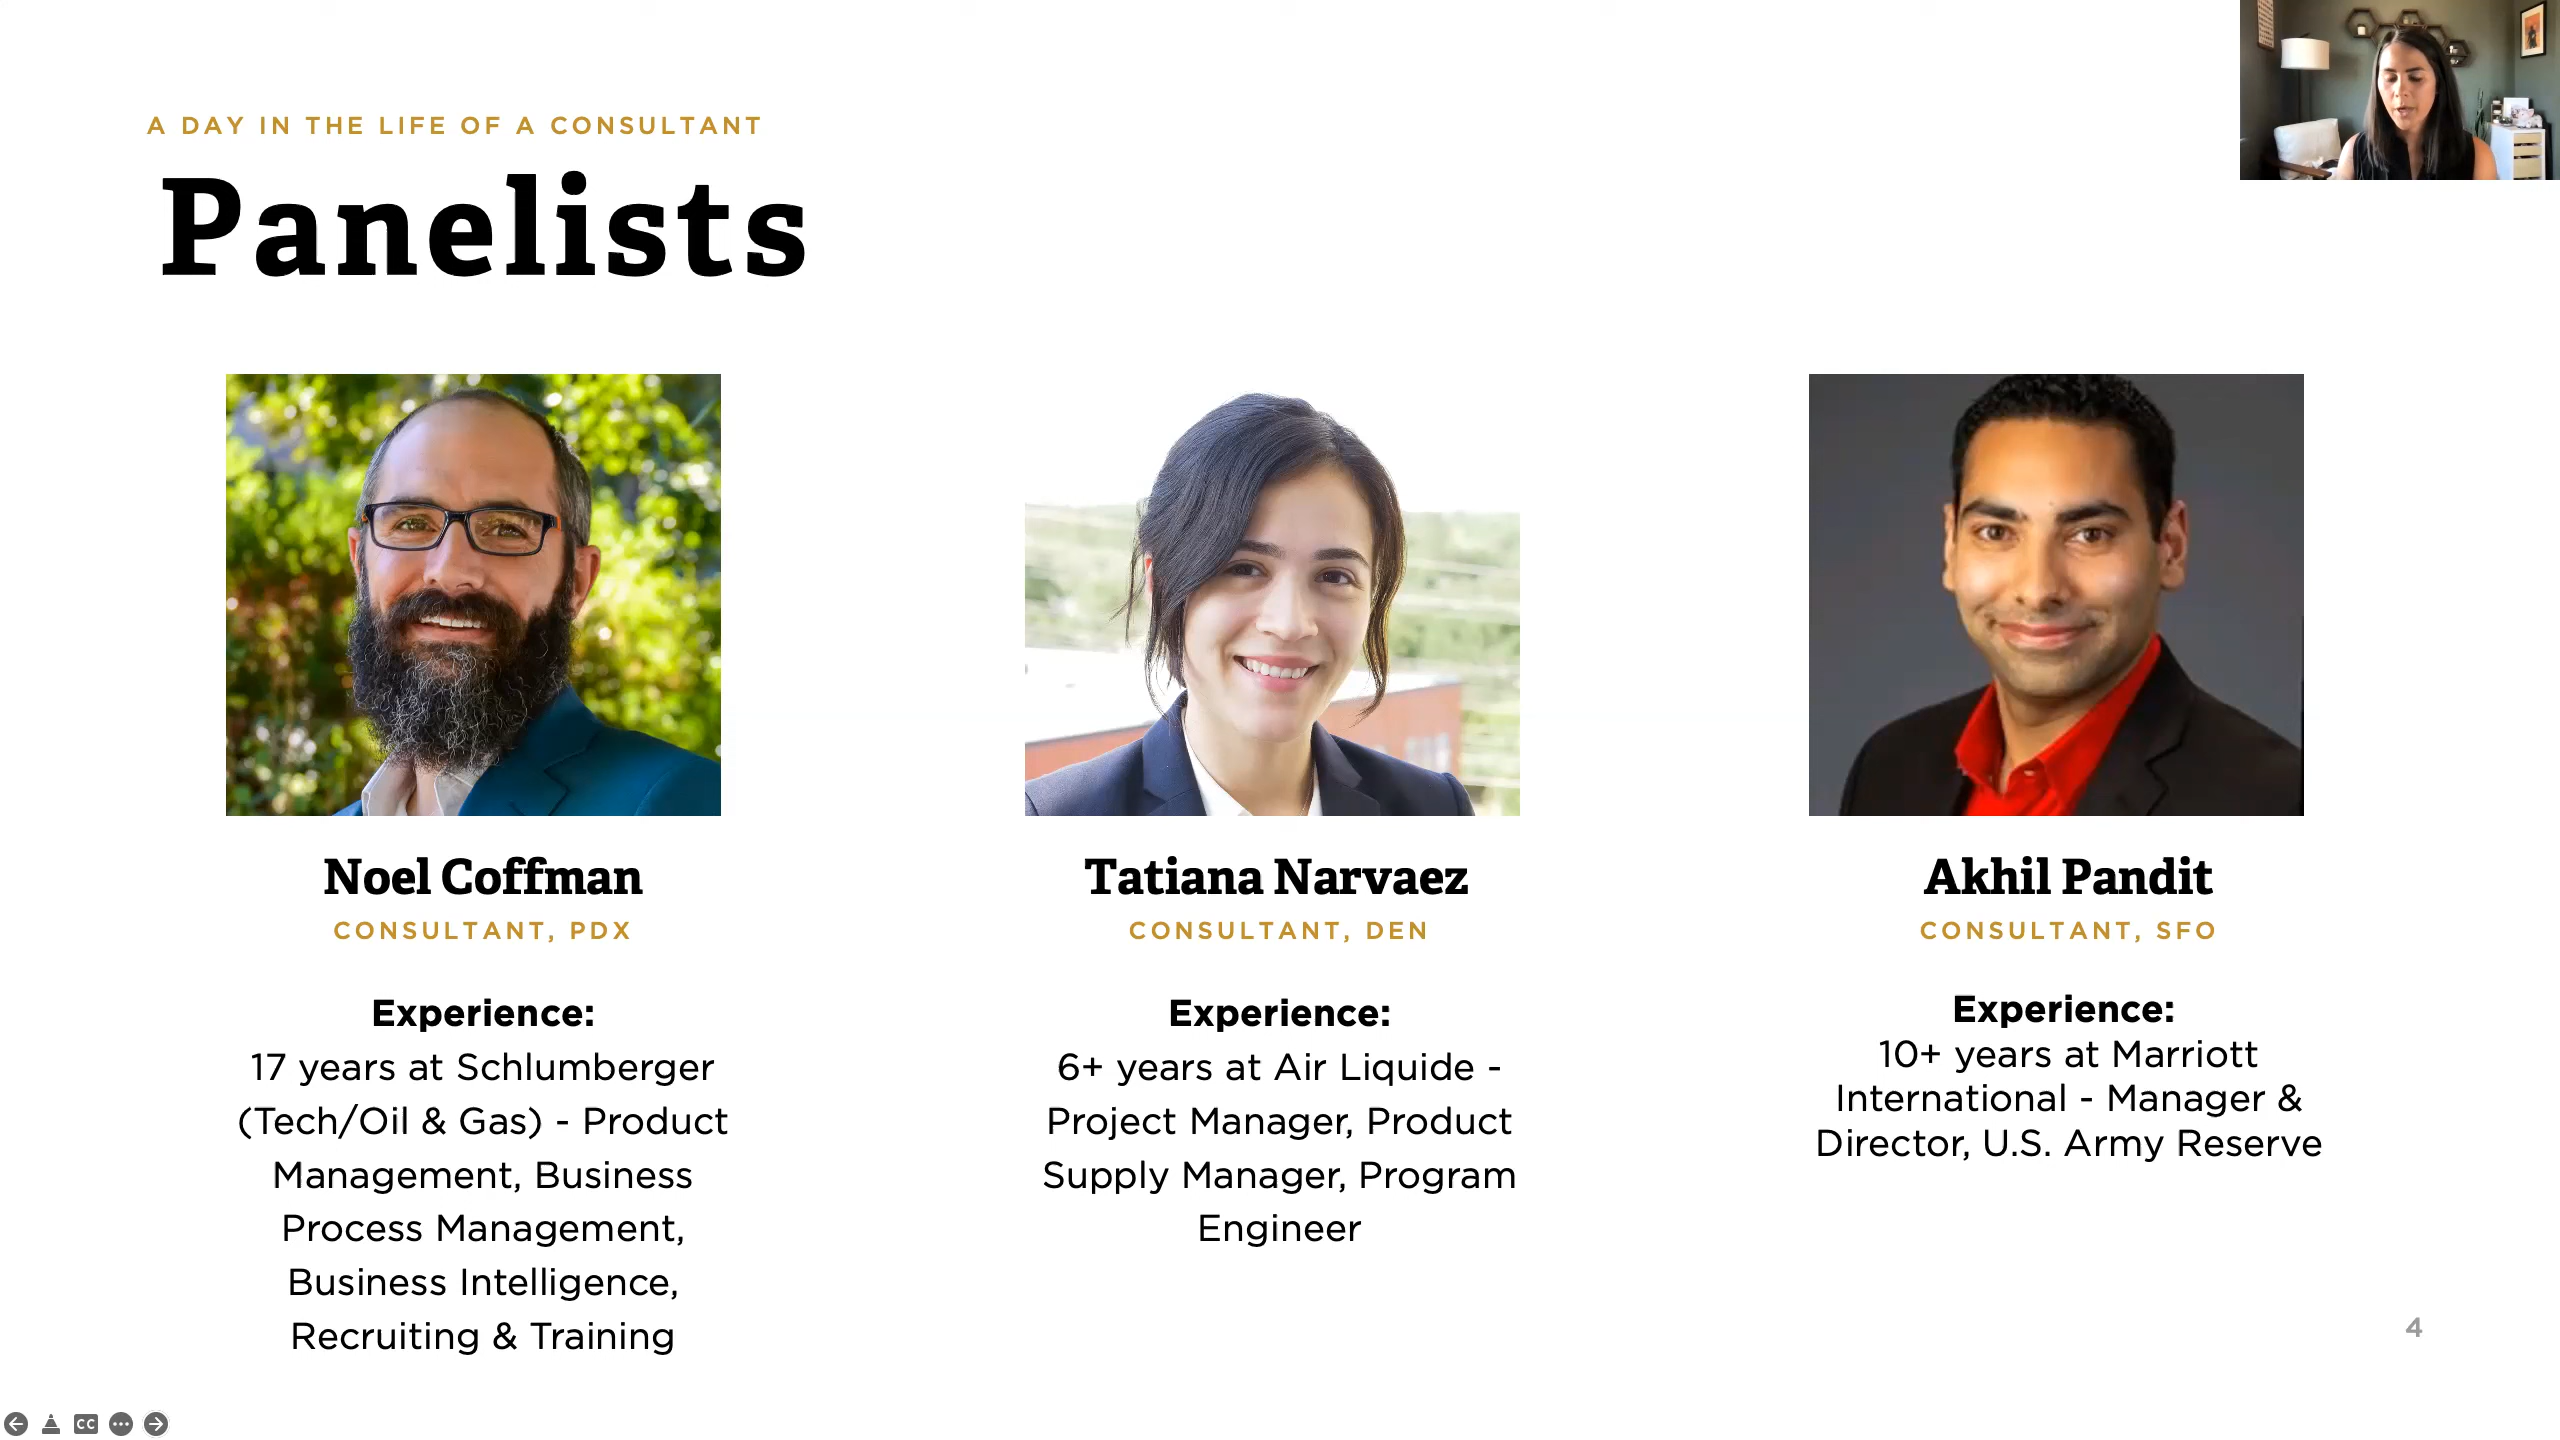 A DAY IN THE LIFE OF A CONSULTANT
Panelists
Noel Coffman
CONSULTANT, PDX
Experience:
17 years at Schlumberger
(Tech/Oil & Gas) - Product
Management, Business
Process Management,
Business Intelligence,
Recruiting & Training
Tatiana Narvaez
CONSULTANT, DEN
Experience:
6+ years at Air Liquide -
Project Manager, Product
Supply Manager, Program
Engineer
Akhil Pandit
CONSULTANT, SFO
Experience:
10+ years at Marriott
International - Manager &
Director, U.S. Army Reserve
4
CC